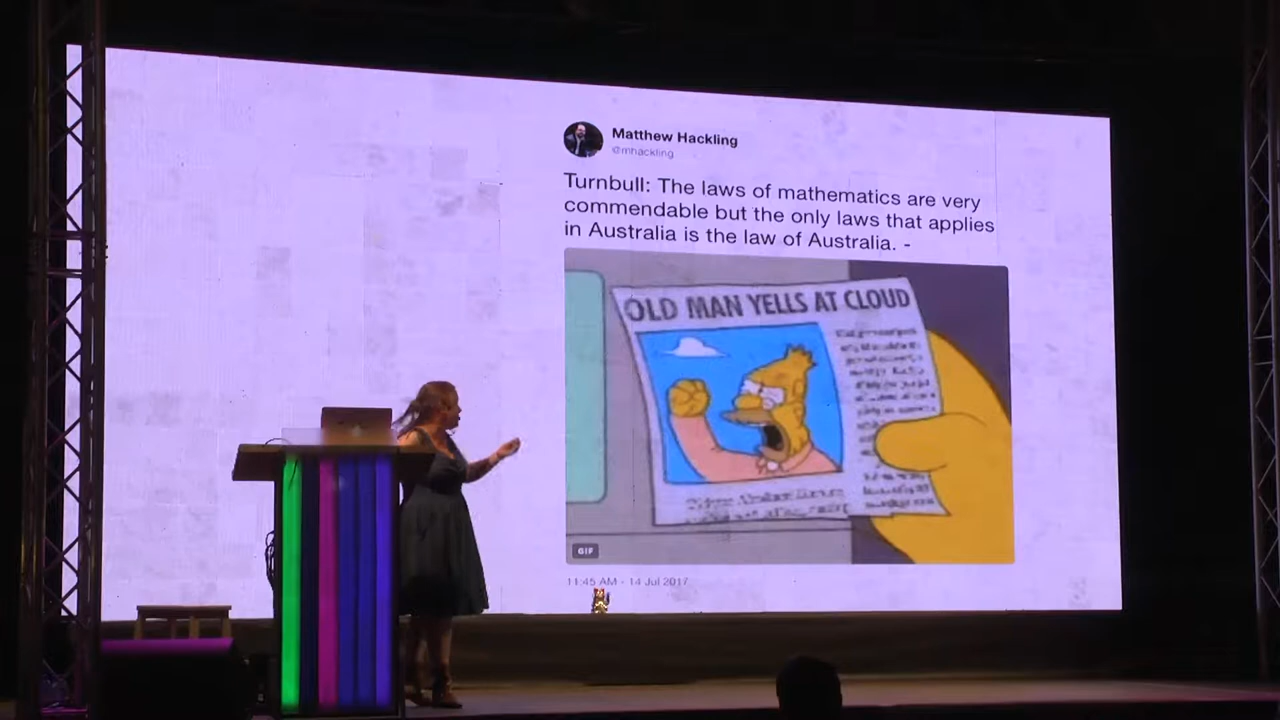 Matthew Hackling
@mhackling
Turnbull: The laws of mathematics are very
commendable but the only laws that applies
in Australia is the law of Australia. -
OLD MAN YELLS AT CLOUD
GIF
11:45 AM - 14 Jul 2017